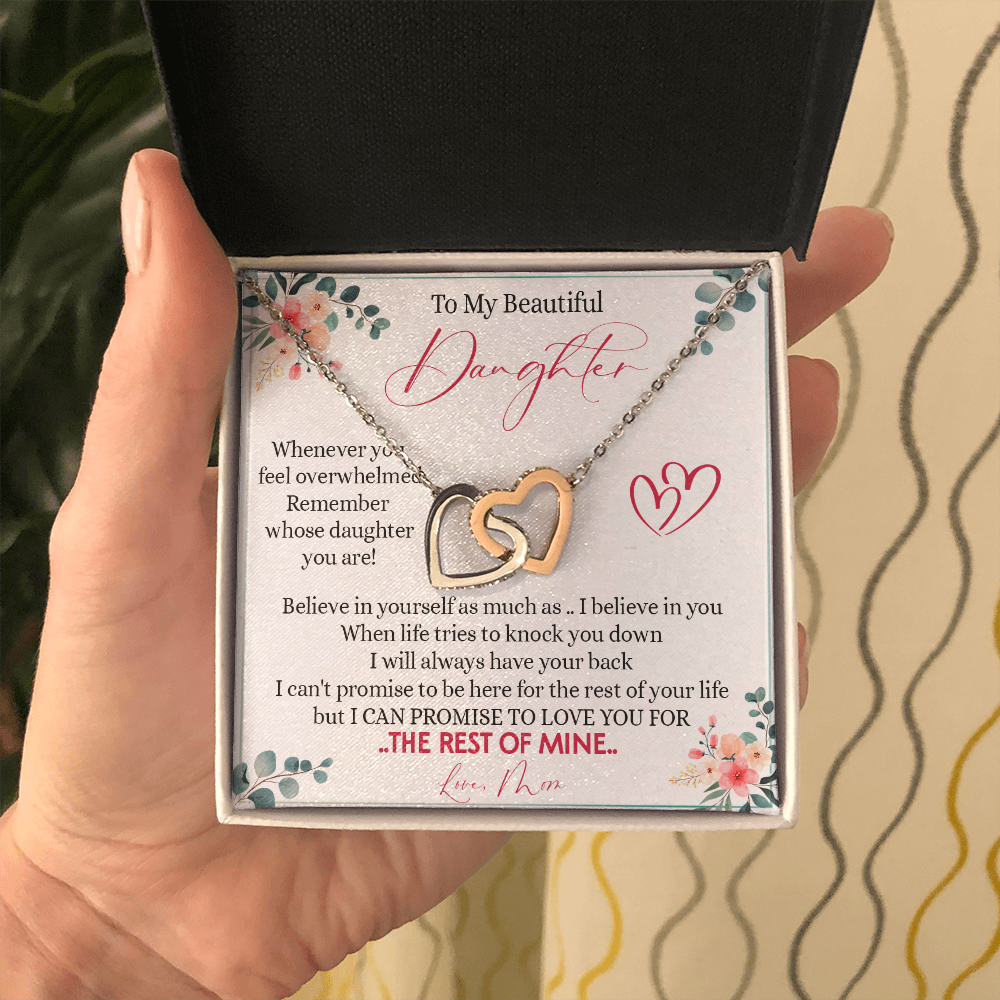 To My Beautiful
Daughter
Whenever you
feel overwhelmed
Remember
whose daughter
you are!
Believe in yourself as much as .. I believe in you
When life tries to knock you down
I will always have your back
I can't promise to be here for the rest of your life
but I CAN PROMISE TO LOVE YOU FOR
..THE REST OF MINE..
Love, Mom